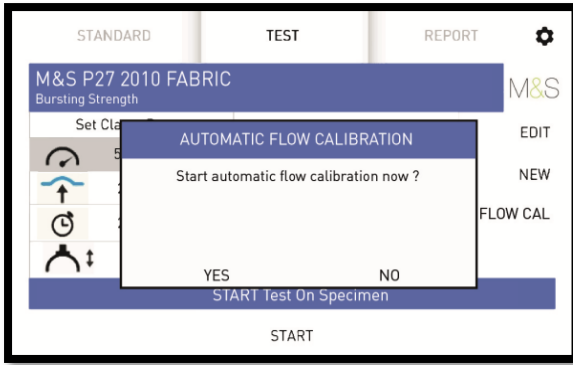 STANDARD TEST REPORT
M&S P27 2010 FABRIC
Bursting Strength
M&S
Set Cla
EDIT
AUTOMATIC FLOW CALIBRATION
5
Start automatic flow calibration now ?
NEW
FLOW CAL
YES NO
START Test On Specimen
START